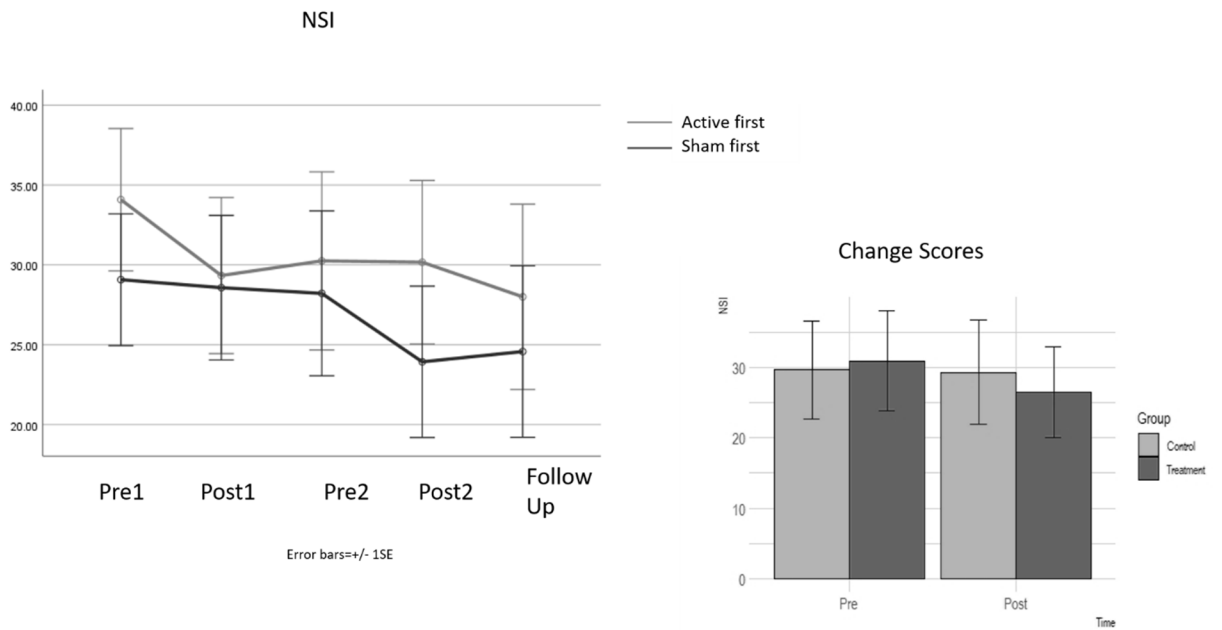 NSI
40.00
35.00
30.00
25.00
20.00
Pre1
Post1
Pre2
Post2
Follow
Up
Error bars=+/- 1SE
Active first
Sham first
Change Scores
NSI
30
20
10
0
Pre
Post
Time
Group
Control
Treatment